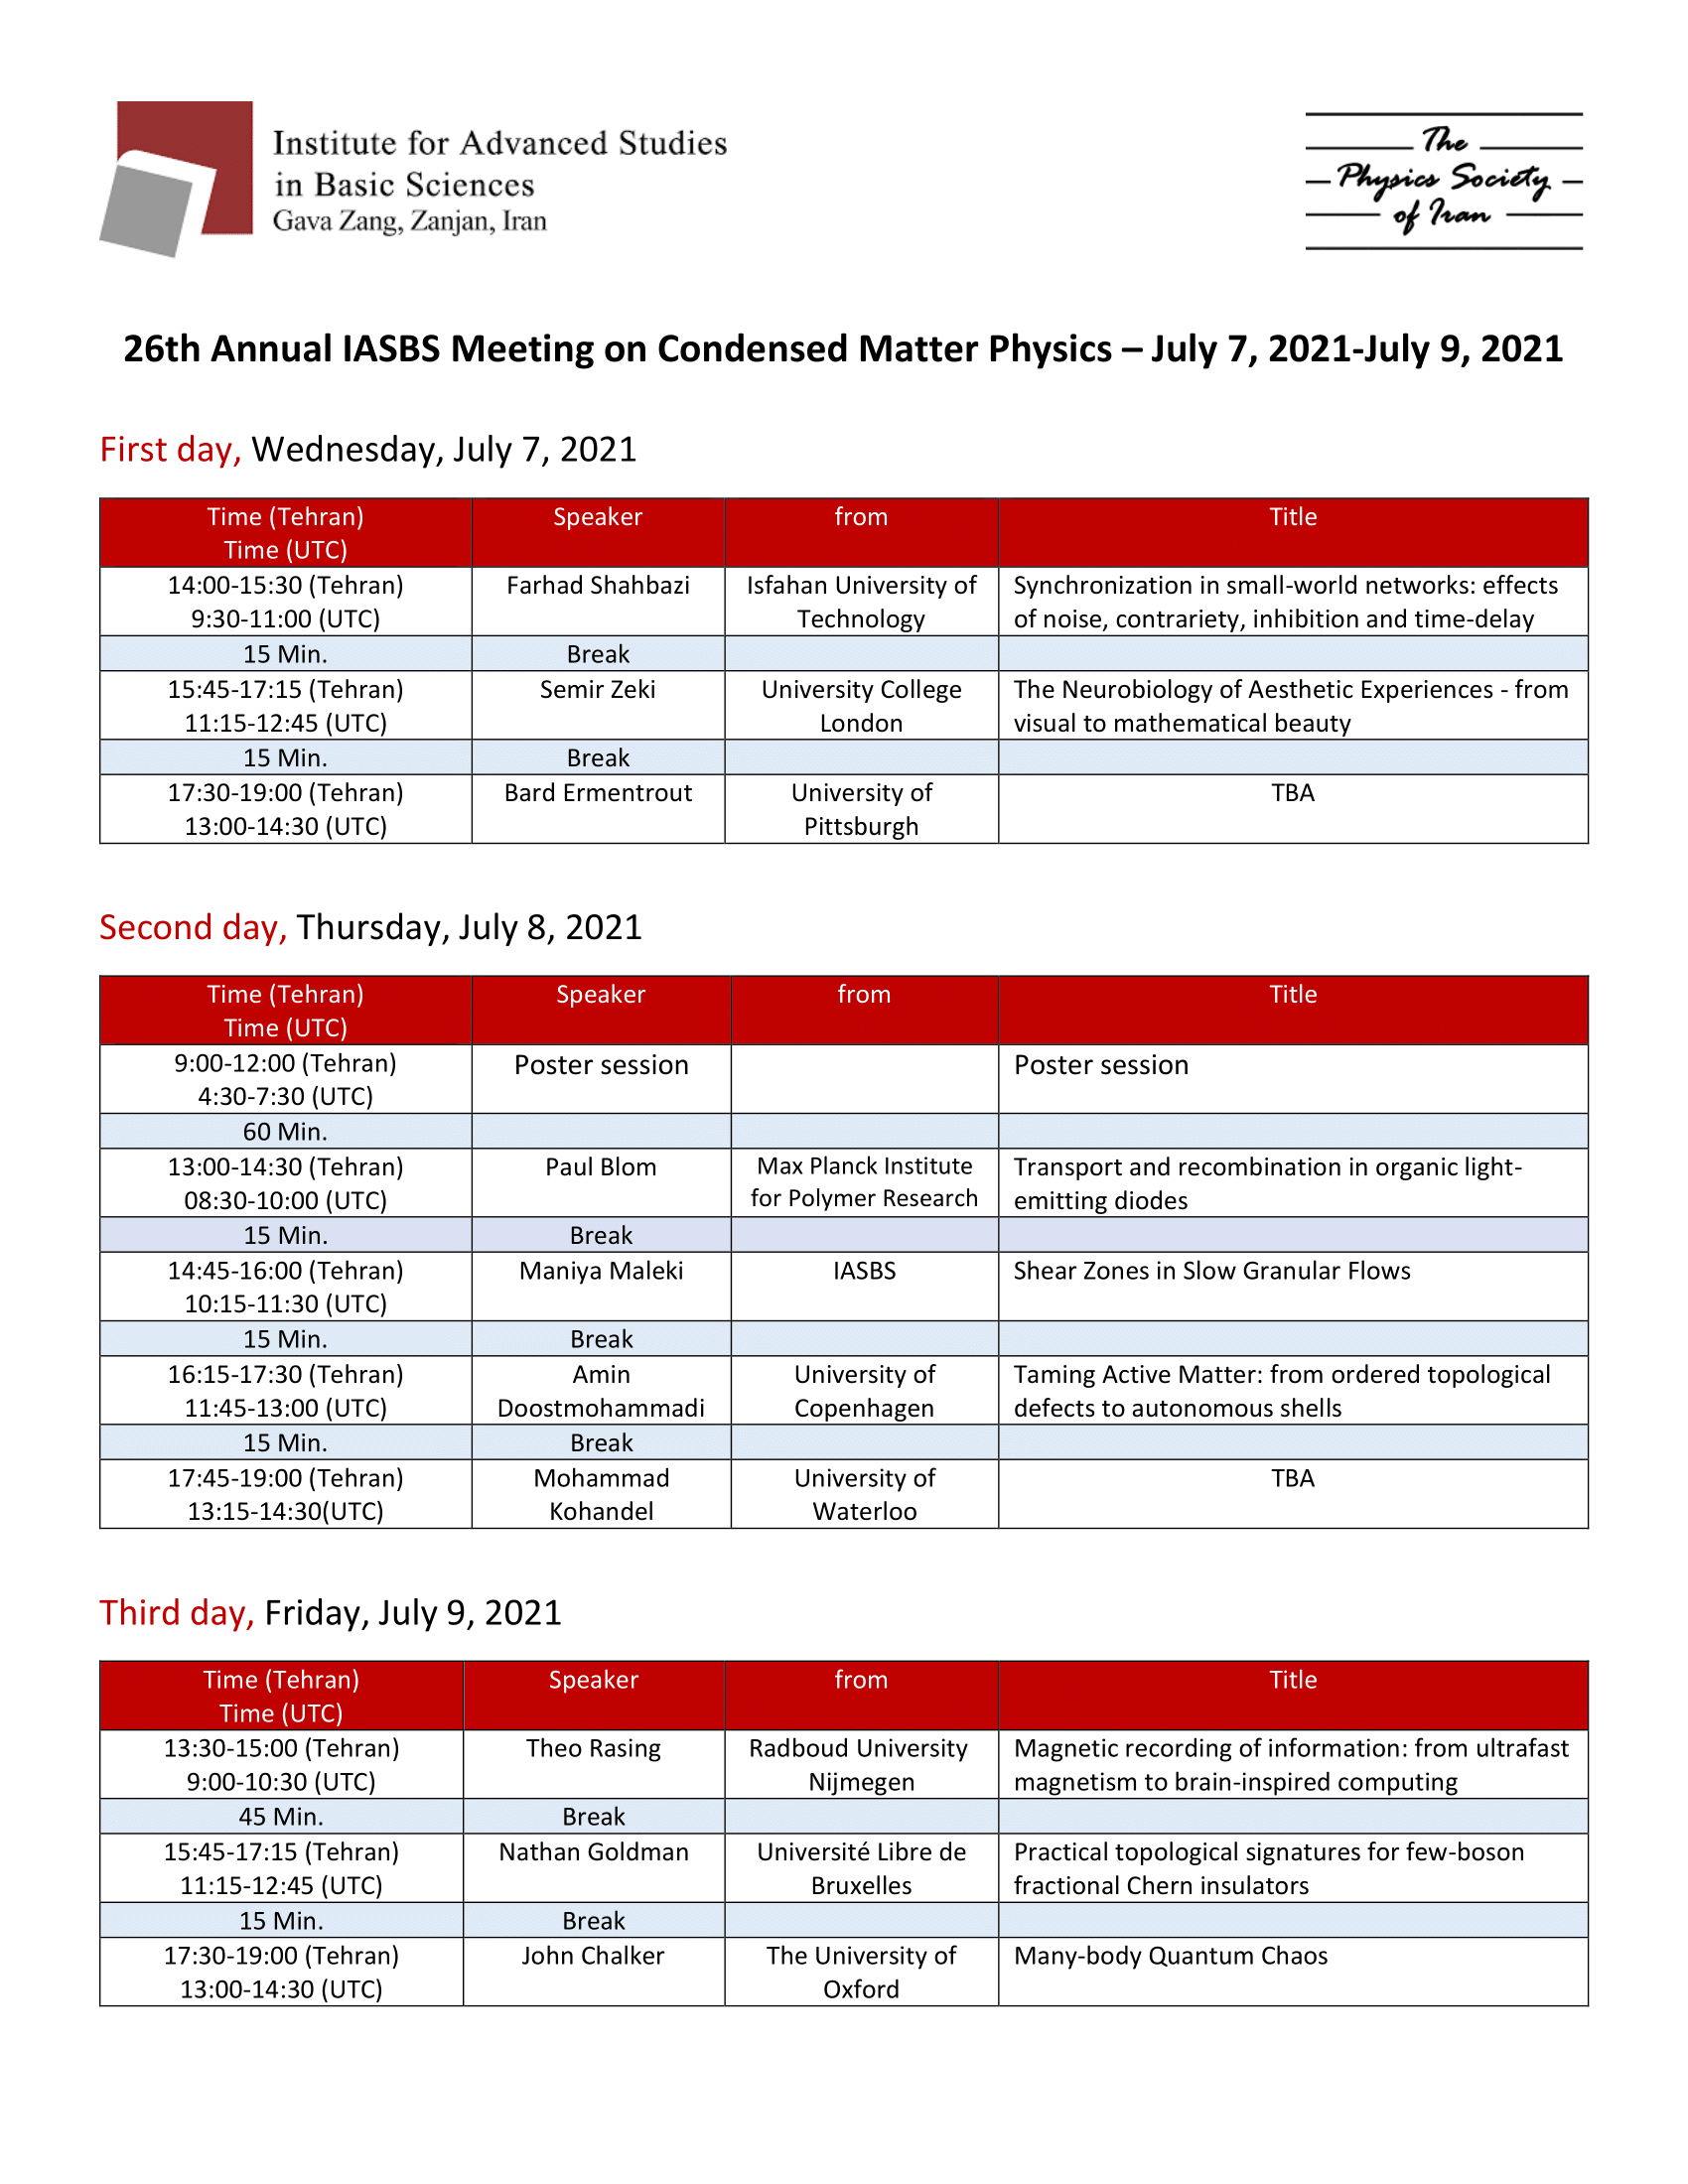 Institute for Advanced Studies
in Basic Sciences
Gava Zang, Zanjan, Iran
The
Physics Society
of Iran
26th Annual IASBS Meeting on Condensed Matter Physics – July 7, 2021-July 9, 2021
First day, Wednesday, July 7, 2021
Time (Tehran) Speaker from Title
Time (UTC)
14:00-15:30 (Tehran) Farhad Shahbazi Isfahan University of Synchronization in small-world networks: effects
9:30-11:00 (UTC) Technology of noise, contrariety, inhibition and time-delay
15 Min. Break
15:45-17:15 (Tehran) Semir Zeki University College The Neurobiology of Aesthetic Experiences - from
11:15-12:45 (UTC) London visual to mathematical beauty
15 Min. Break
17:30-19:00 (Tehran) Bard Ermentrout University of TBA
13:00-14:30 (UTC) Pittsburgh
Second day, Thursday, July 8, 2021
Time (Tehran) Speaker from Title
Time (UTC)
9:00-12:00 (Tehran) Poster session Poster session
4:30-7:30 (UTC)
60 Min.
13:00-14:30 (Tehran) Paul Blom Max Planck Institute Transport and recombination in organic light-
08:30-10:00 (UTC) for Polymer Research emitting diodes
15 Min. Break
14:45-16:00 (Tehran) Maniya Maleki IASBS Shear Zones in Slow Granular Flows
10:15-11:30 (UTC)
15 Min. Break
16:15-17:30 (Tehran) Amin University of Taming Active Matter: from ordered topological
11:45-13:00 (UTC) Doostmohammadi Copenhagen defects to autonomous shells
15 Min. Break
17:45-19:00 (Tehran) Mohammad University of TBA
13:15-14:30(UTC) Kohandel Waterloo
Third day, Friday, July 9, 2021
Time (Tehran) Speaker from Title
Time (UTC)
13:30-15:00 (Tehran) Theo Rasing Radboud University Magnetic recording of information: from ultrafast
9:00-10:30 (UTC) Nijmegen magnetism to brain-inspired computing
45 Min. Break
15:45-17:15 (Tehran) Nathan Goldman Université Libre de Practical topological signatures for few-boson
11:15-12:45 (UTC) Bruxelles fractional Chern insulators
15 Min. Break
17:30-19:00 (Tehran) John Chalker The University of Many-body Quantum Chaos
13:00-14:30 (UTC) Oxford